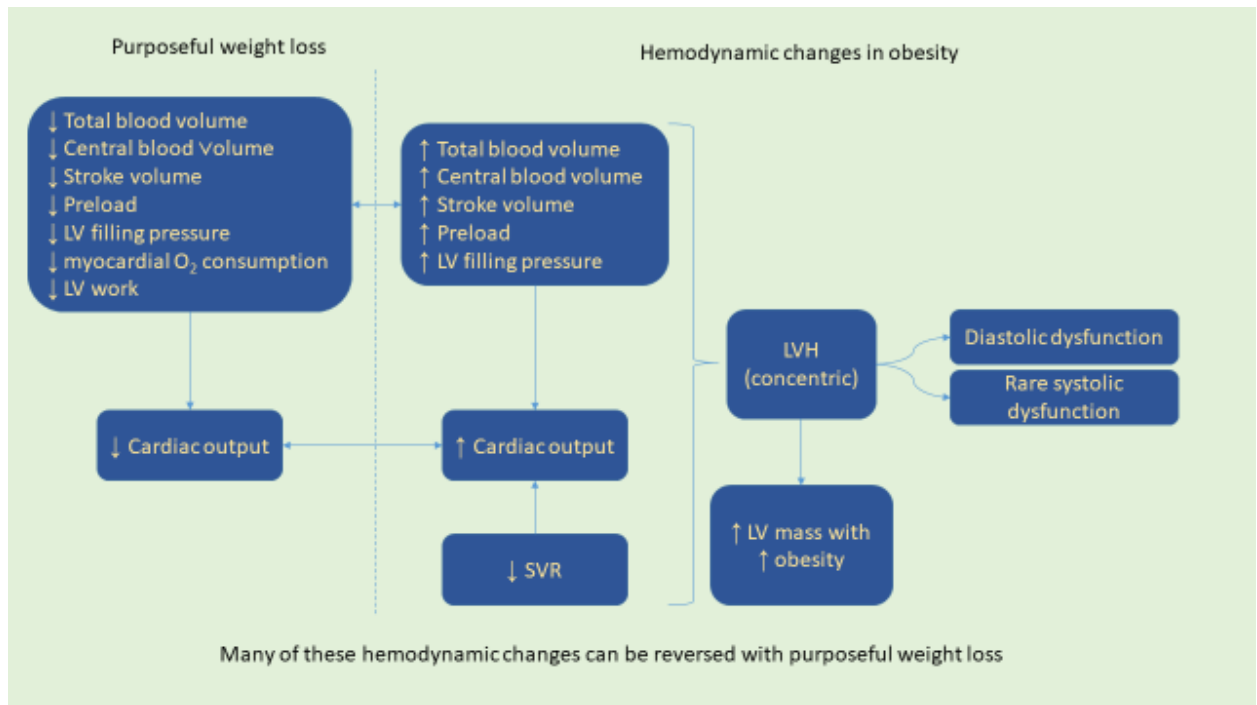 Purposeful weight loss
Hemodynamic changes in obesity
↓ Total blood volume
↓ Central blood volume
↓ Stroke volume
↓ Preload
↓ LV filling pressure
↓ myocardial O₂ consumption
↓ LV work
↑ Total blood volume
↑ Central blood volume
↑ Stroke volume
↑ Preload
↑ LV filling pressure
LVH
(concentric)
Diastolic dysfunction
Rare systolic
dysfunction
↓ Cardiac output
↑ Cardiac output
↑ LV mass with
↑ obesity
↓ SVR
Many of these hemodynamic changes can be reversed with purposeful weight loss